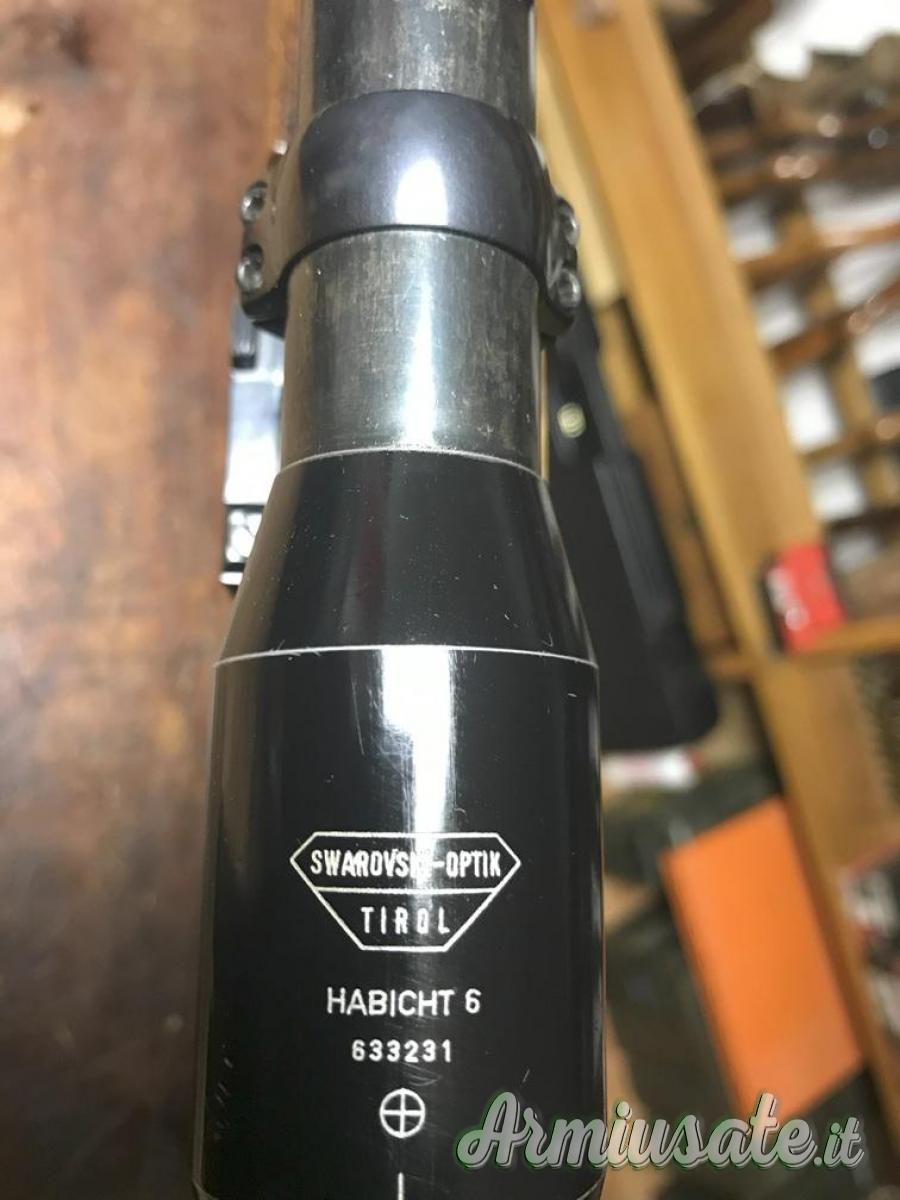 SWAROVSKI-OPTIK
TIROL
HABICHT 6
633231
Armiusate.it